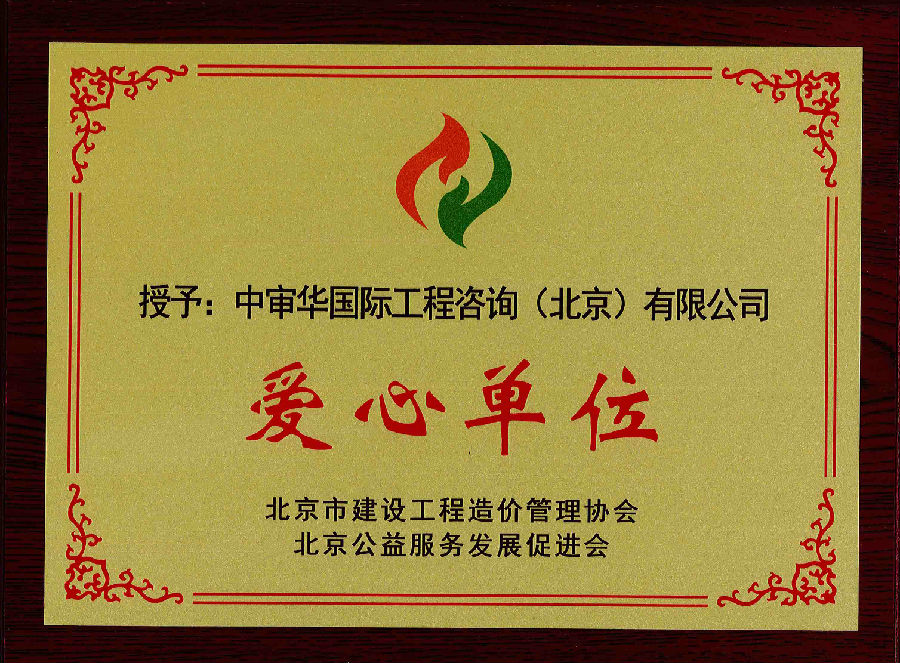 授予：中审华国际工程咨询（北京）有限公司
爱心单位
北京市建设工程造价管理协会
北京公益服务发展促进会